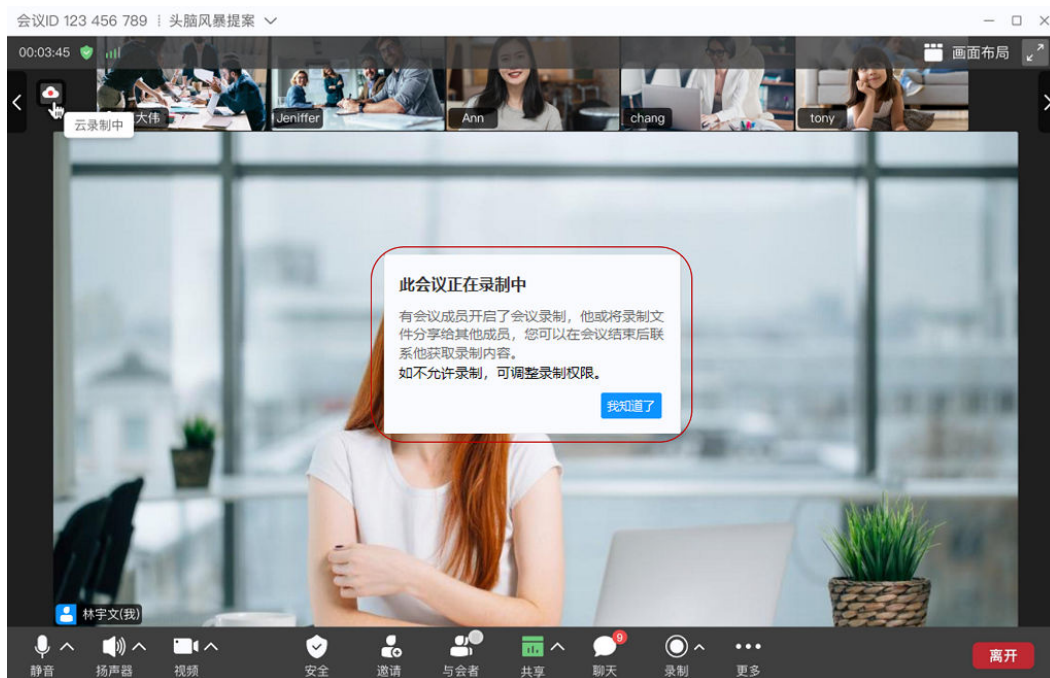 会议ID 123 456 789 ⋮ 头脑风暴提案
00:03:45
画面布局
云录制中
大伟
Jeniffer
Ann
chang
tony
此会议正在录制中
有会议成员开启了会议录制，他或将录制文
件分享给其他成员，您可以在会议结束后联
系他获取录制内容。
如不允许录制，可调整录制权限。
我知道了
林宇文(我)
9
静音
扬声器
视频
安全
邀请
与会者
共享
聊天
录制
更多
离开